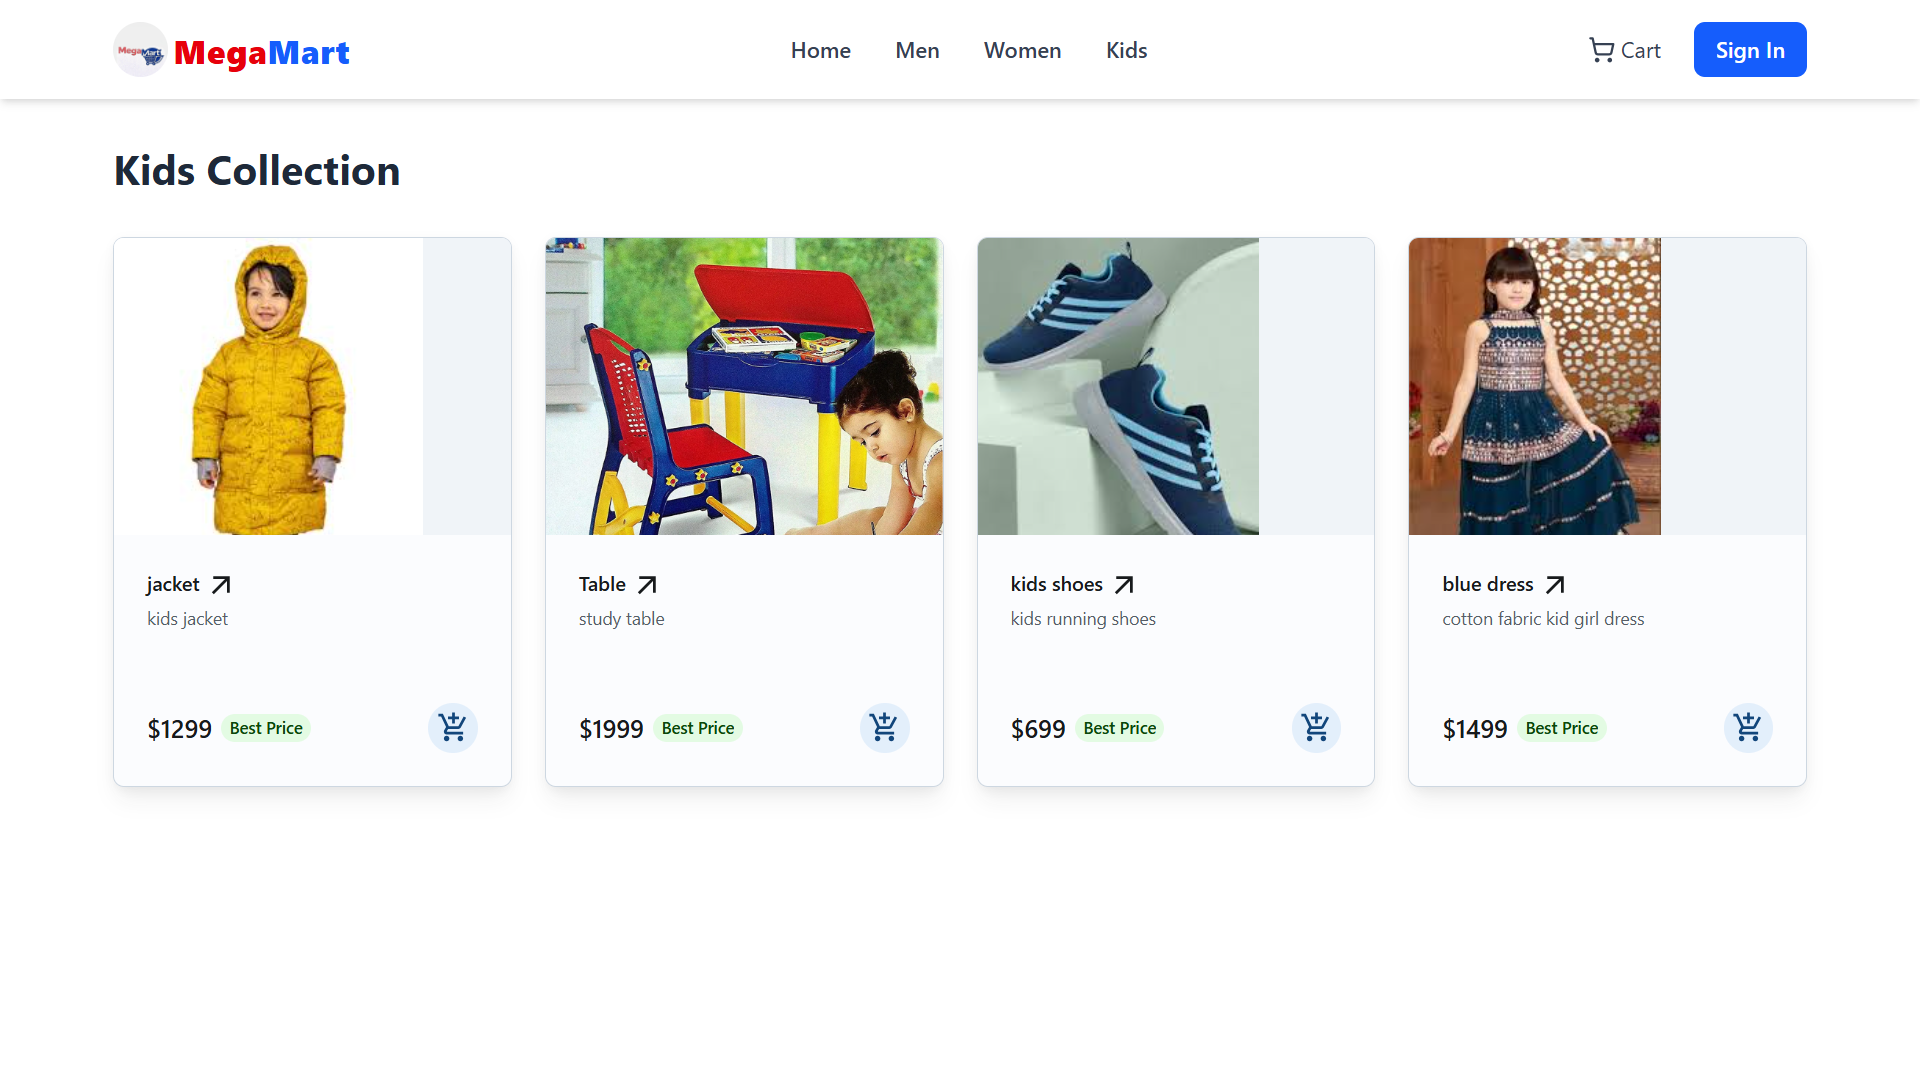 MegaMart MegaMart
Home Men Women Kids
Cart Sign In
Kids Collection
jacket
kids jacket
$1299 Best Price
Table
study table
$1999 Best Price
kids shoes
kids running shoes
$699 Best Price
blue dress
cotton fabric kid girl dress
$1499 Best Price